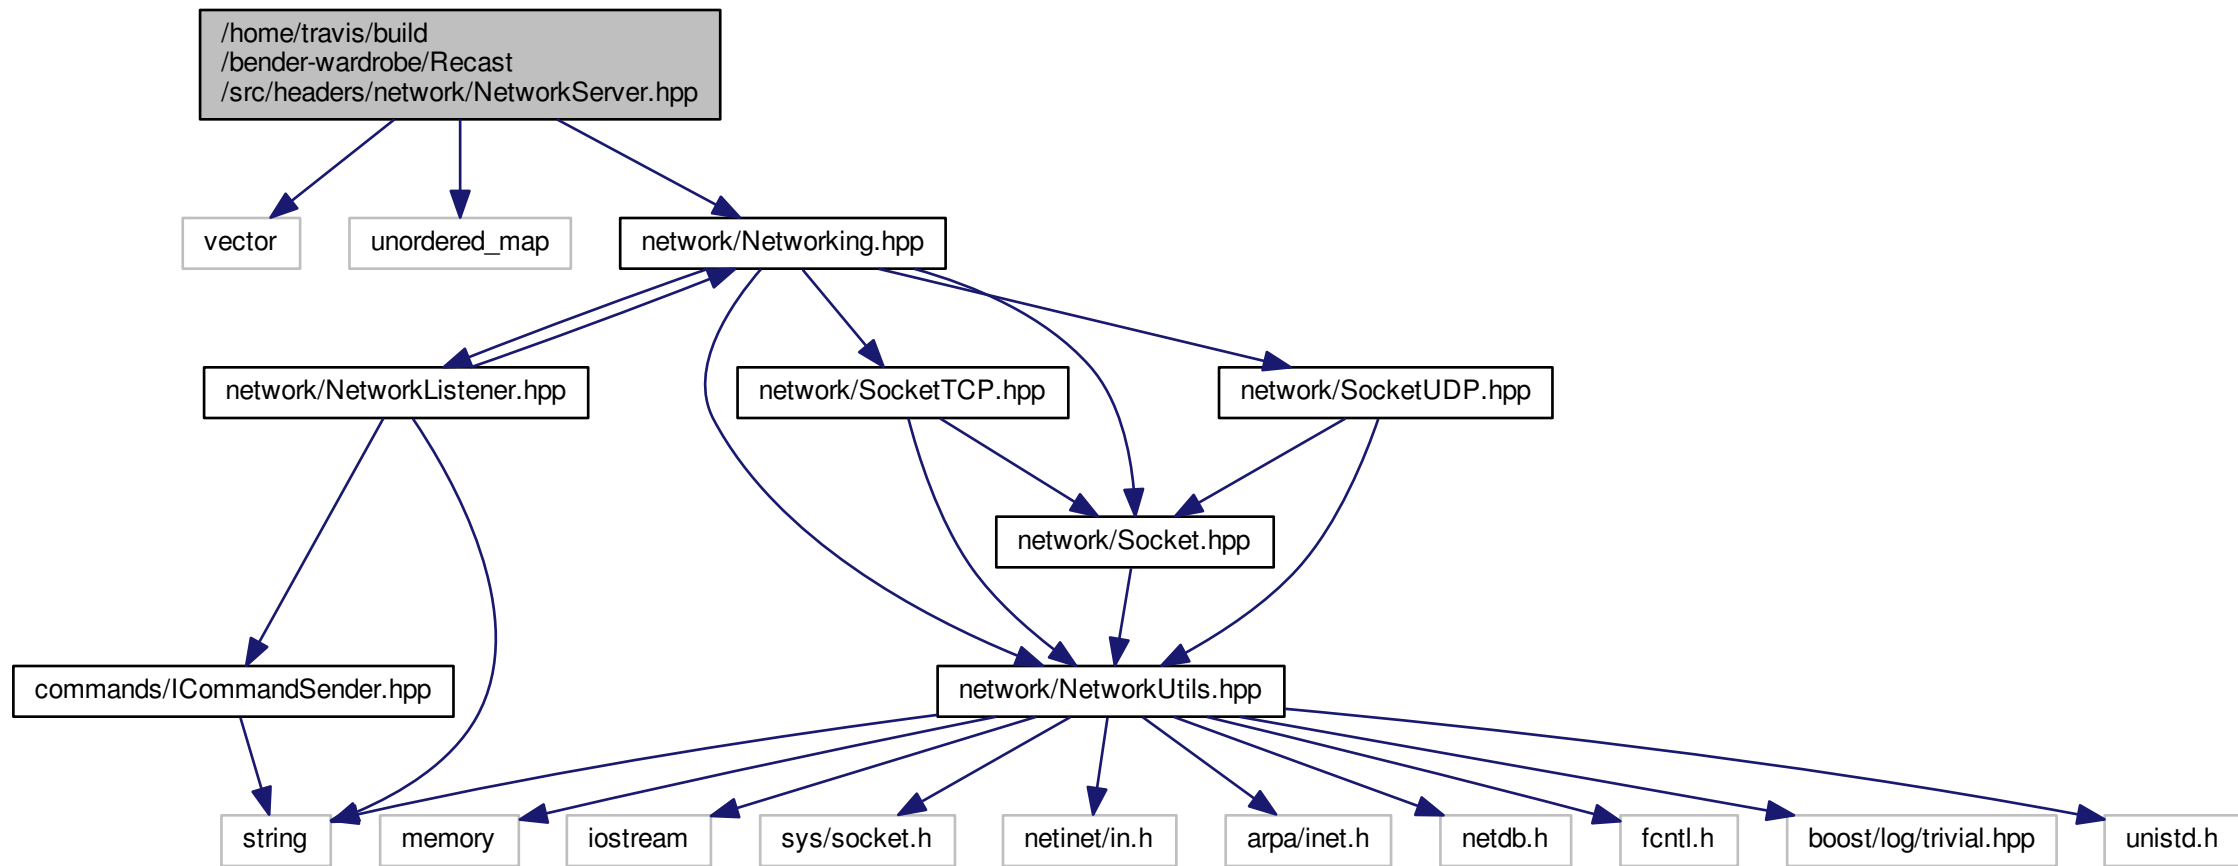 /home/travis/build
/bender-wardrobe/Recast
/src/headers/network/NetworkServer.hpp
vector
unordered_map
network/Networking.hpp
network/NetworkListener.hpp
network/SocketTCP.hpp
network/SocketUDP.hpp
network/Socket.hpp
commands/ICommandSender.hpp
network/NetworkUtils.hpp
string
memory
iostream
sys/socket.h
netinet/in.h
arpa/inet.h
netdb.h
fcntl.h
boost/log/trivial.hpp
unistd.h